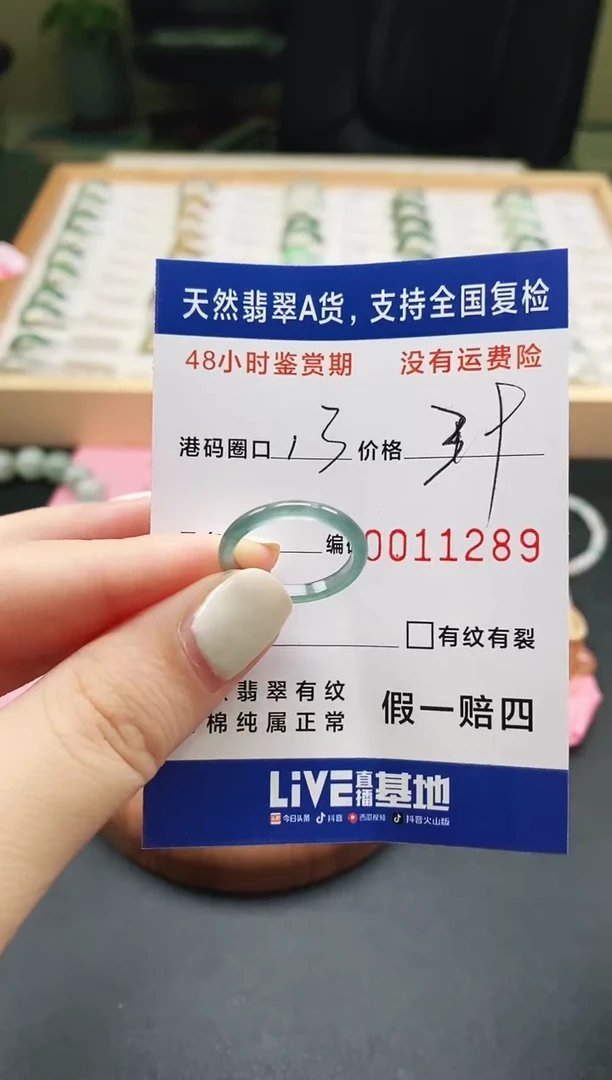 天然翡翠A货，支持全国复检
48小时鉴赏期 没有运费险
港码圈口 13 价格
编 0011289
有纹有裂
翡翠有纹
棉纯属正常
假一赔四
LiVE直播基地
今日头条 抖音 西瓜视频 抖音火山版